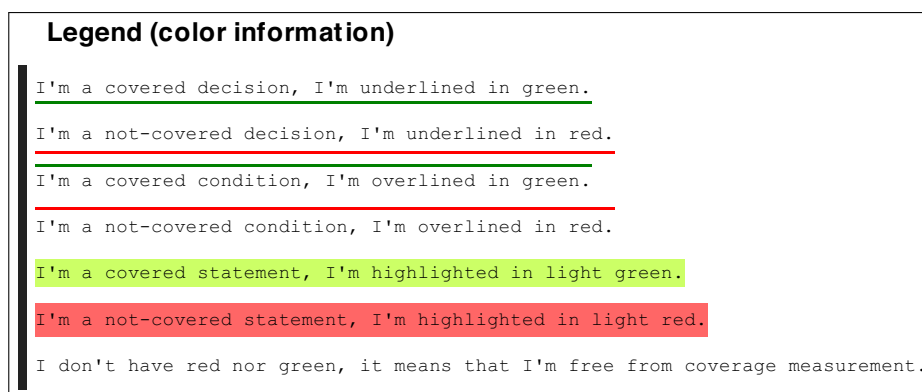 Legend (color information)
I'm a covered decision, I'm underlined in green.
I'm a not-covered decision, I'm underlined in red.
I'm a covered condition, I'm overlined in green.
I'm a not-covered condition, I'm overlined in red.
I'm a covered statement, I'm highlighted in light green.
I'm a not-covered statement, I'm highlighted in light red.
I don't have red nor green, it means that I'm free from coverage measurement.